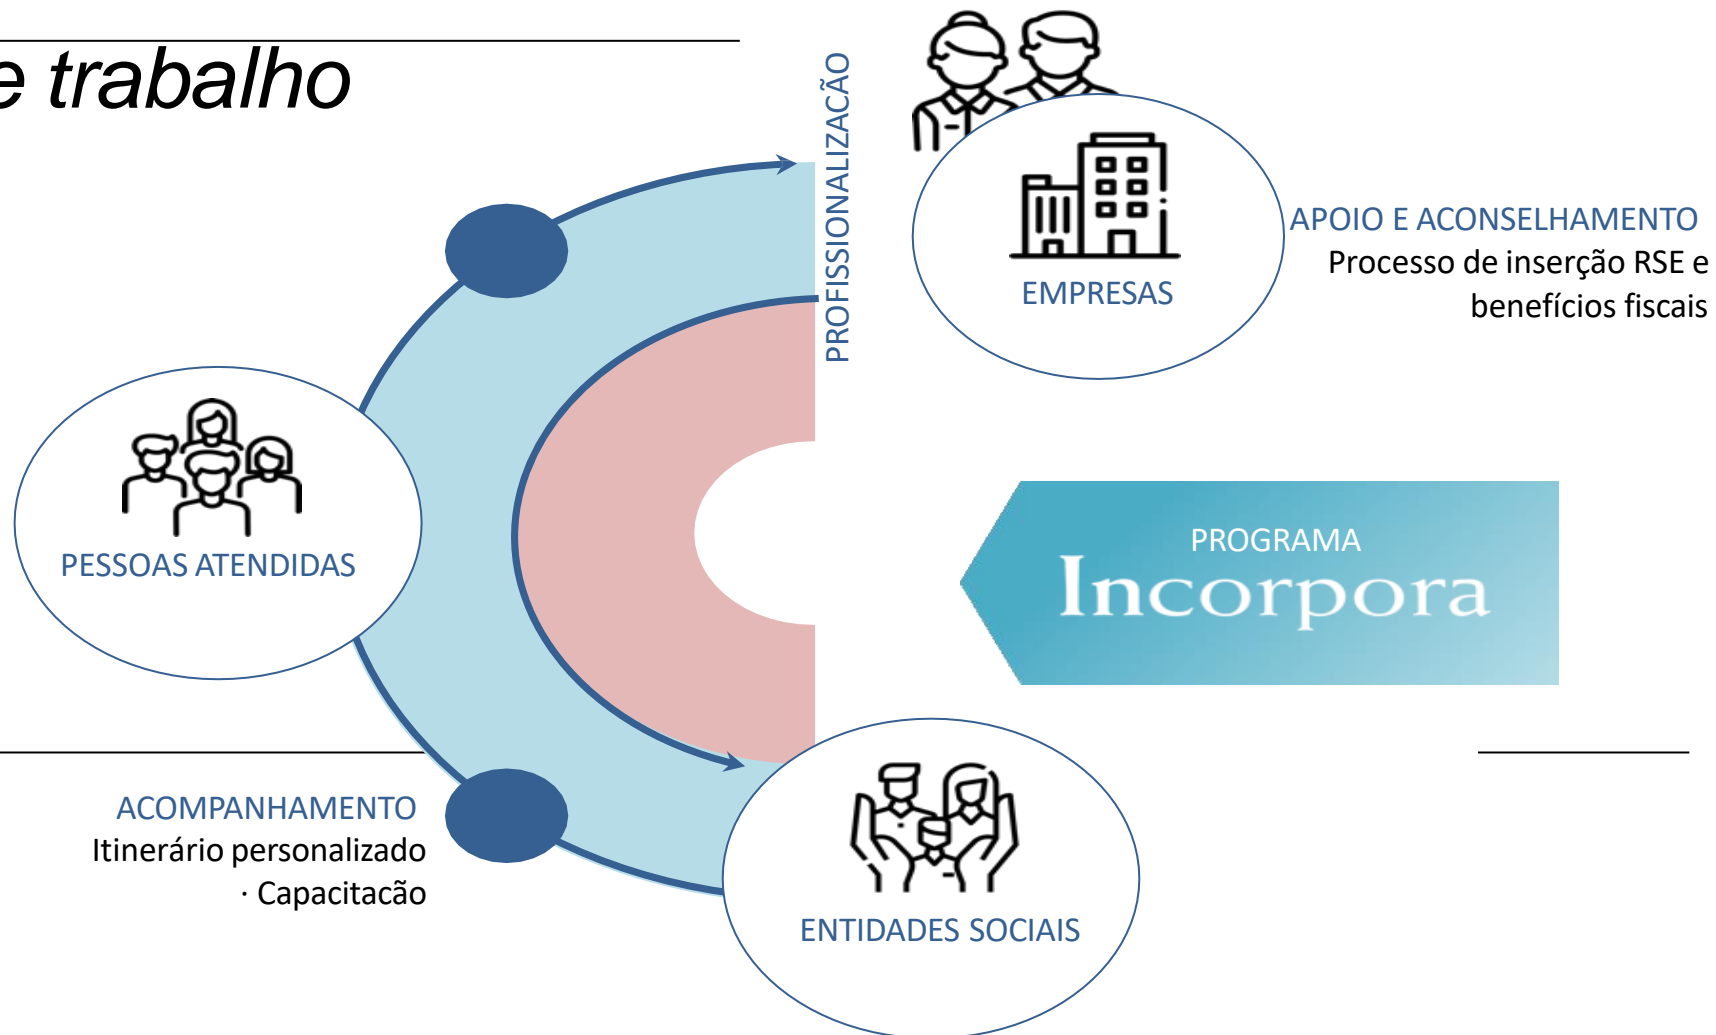 e trabalho
PROFISSIONALIZACÃO
EMPRESAS
APOIO E ACONSELHAMENTO
Processo de inserção RSE e
benefícios fiscais
PESSOAS ATENDIDAS
PROGRAMA
Incorpora
ACOMPANHAMENTO
Itinerário personalizado
· Capacitacão
ENTIDADES SOCIAIS